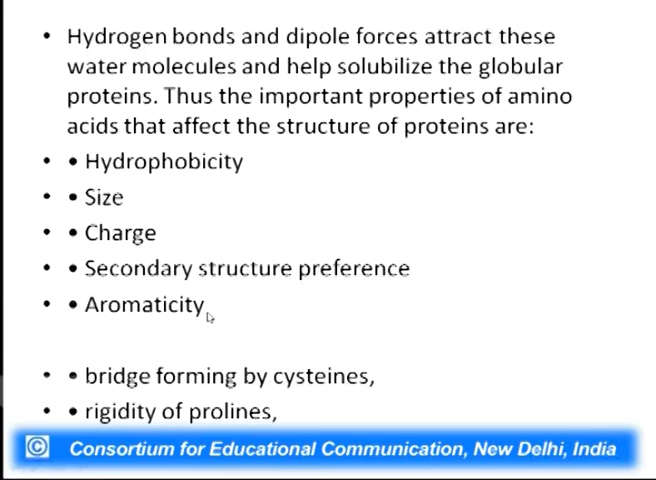 • Hydrogen bonds and dipole forces attract these
water molecules and help solubilize the globular
proteins. Thus the important properties of amino
acids that affect the structure of proteins are:
• • Hydrophobicity
• • Size
• • Charge
• • Secondary structure preference
• • Aromaticity
• • bridge forming by cysteines,
• • rigidity of prolines,
© Consortium for Educational Communication, New Delhi, India